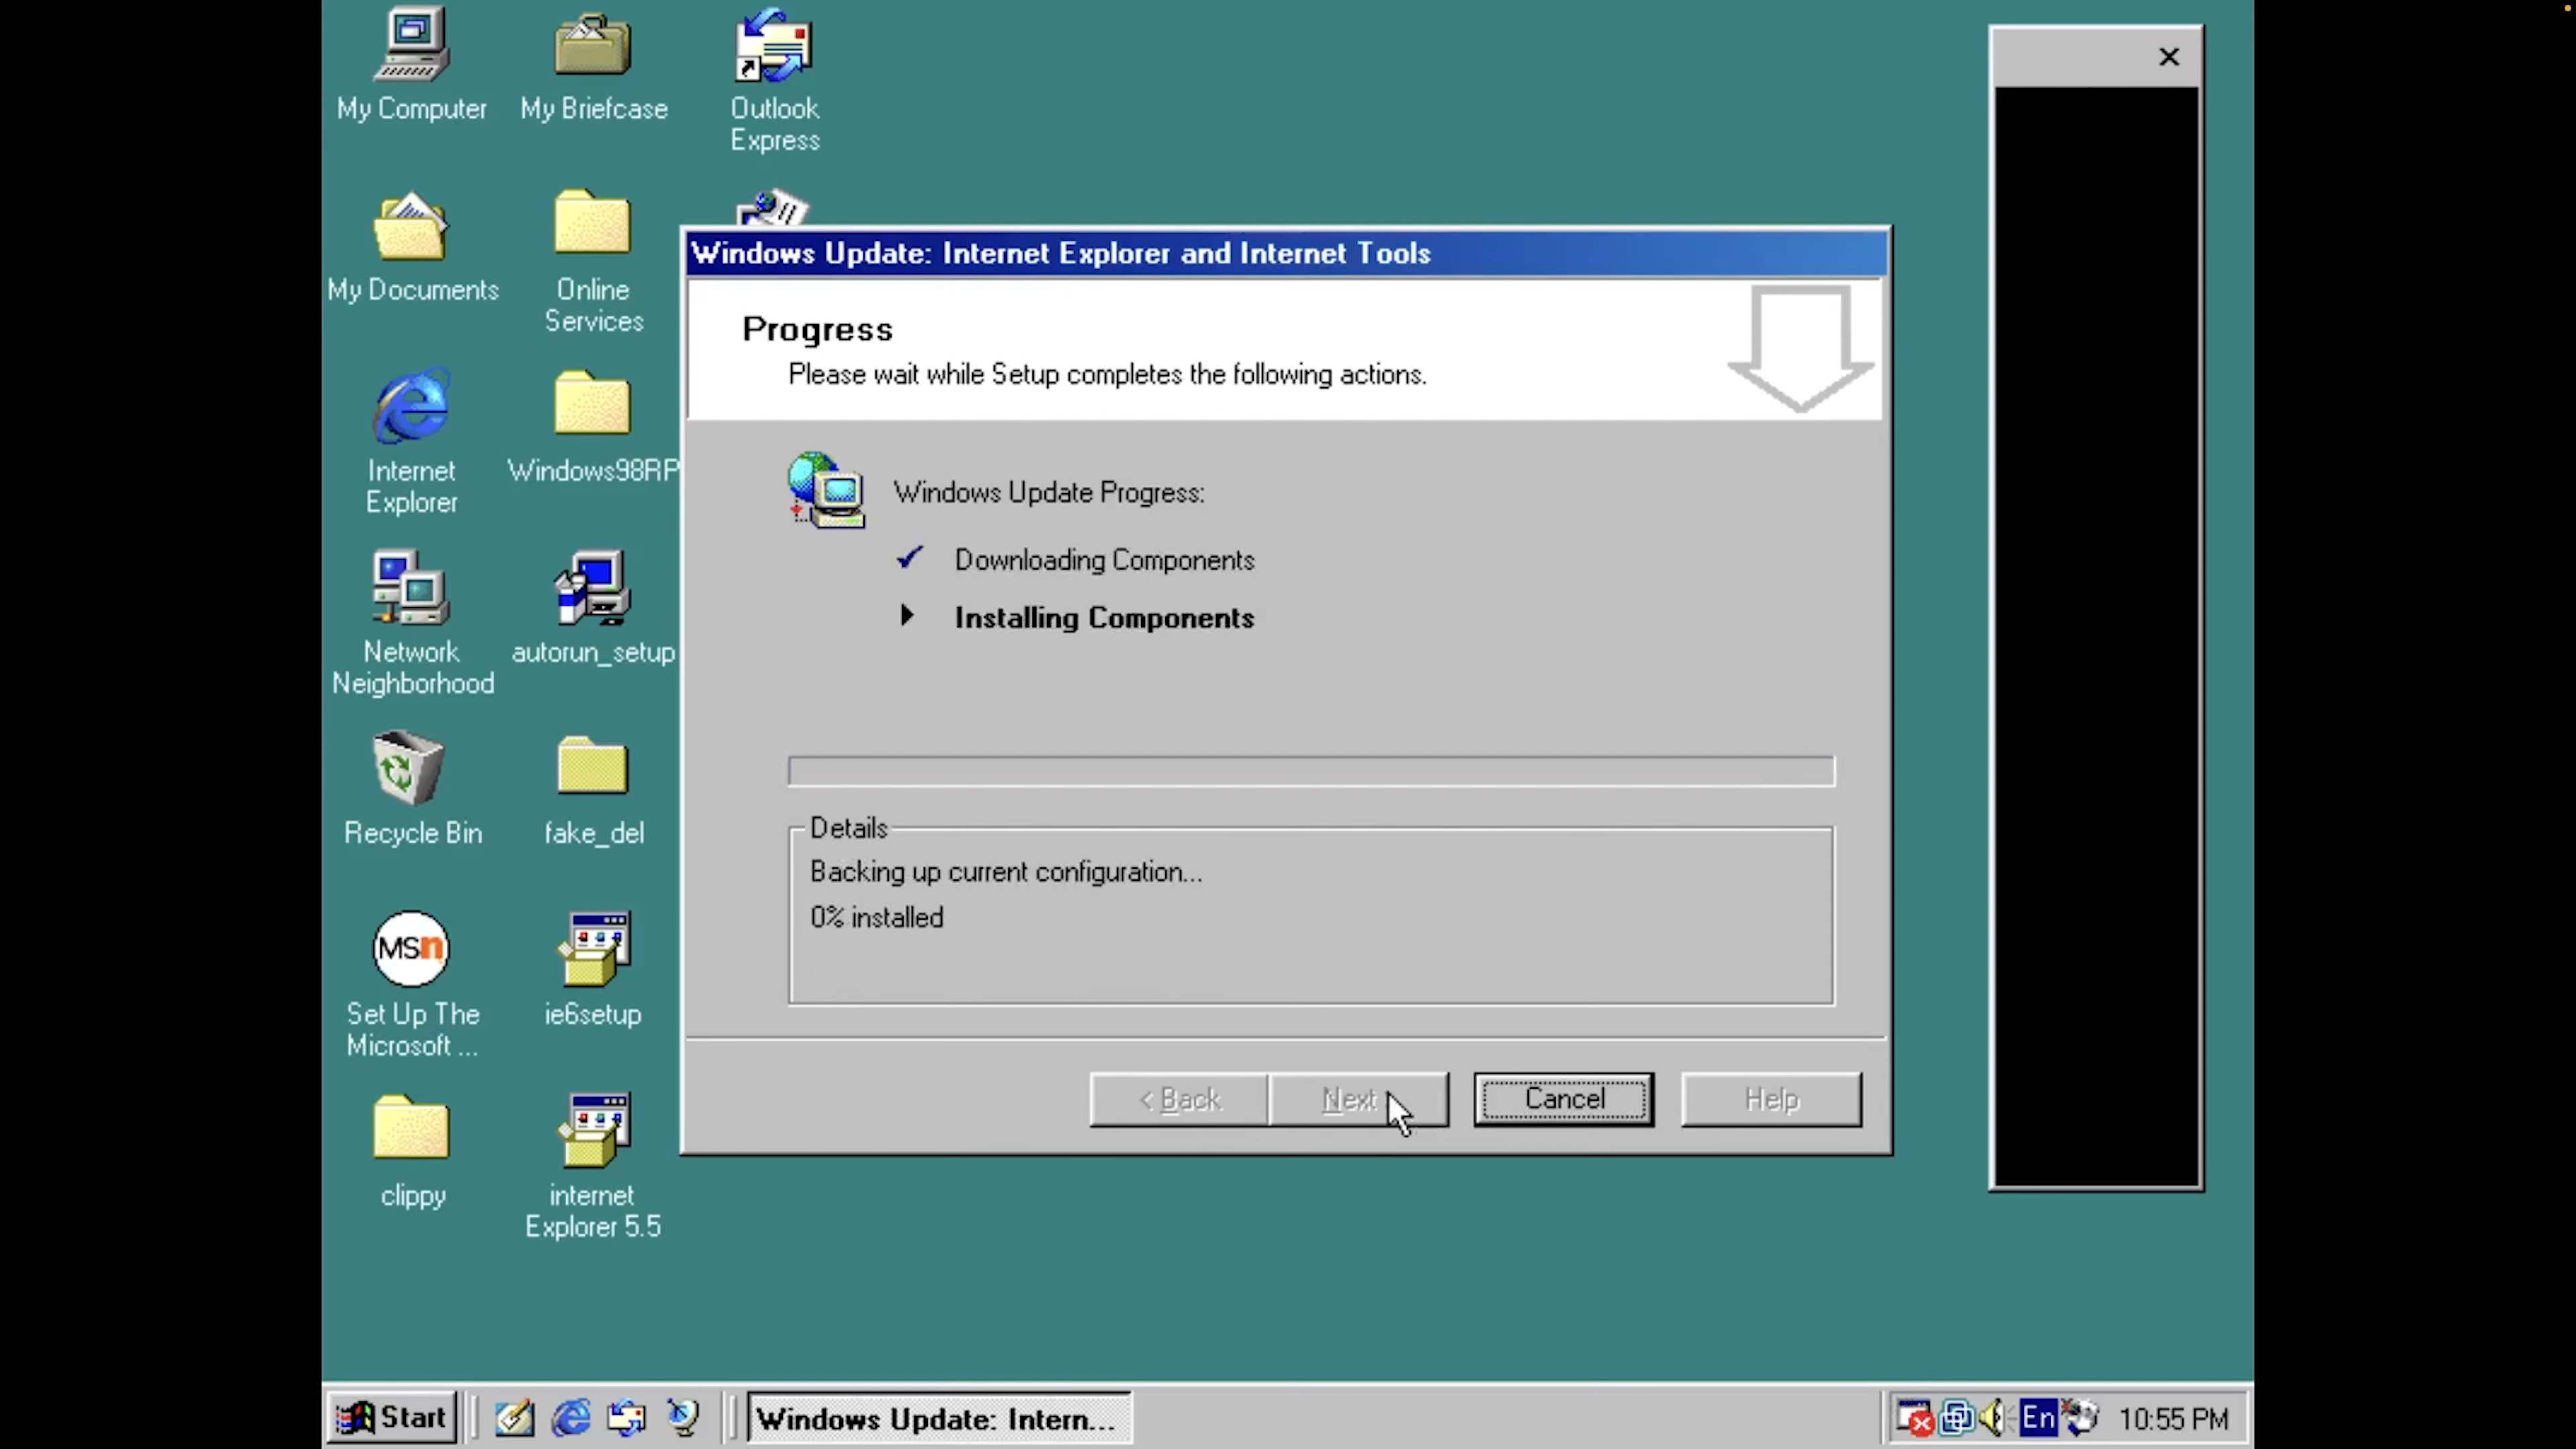 My Computer
My Briefcase
Outlook
Express
My Documents
Online
Services
Internet
Explorer
Windows98RP
Network
Neighborhood
autorun_setup
Recycle Bin
fake_del
MSn
Set Up The
Microsoft ...
ie6setup
clippy
internet
Explorer 5.5
Windows Update: Internet Explorer and Internet Tools
Progress
Please wait while Setup completes the following actions.
Windows Update Progress:
Downloading Components
Installing Components
Details
Backing up current configuration...
0% installed
< Back
Next
Cancel
Help
Start
Windows Update: Intern...
En
10:55 PM